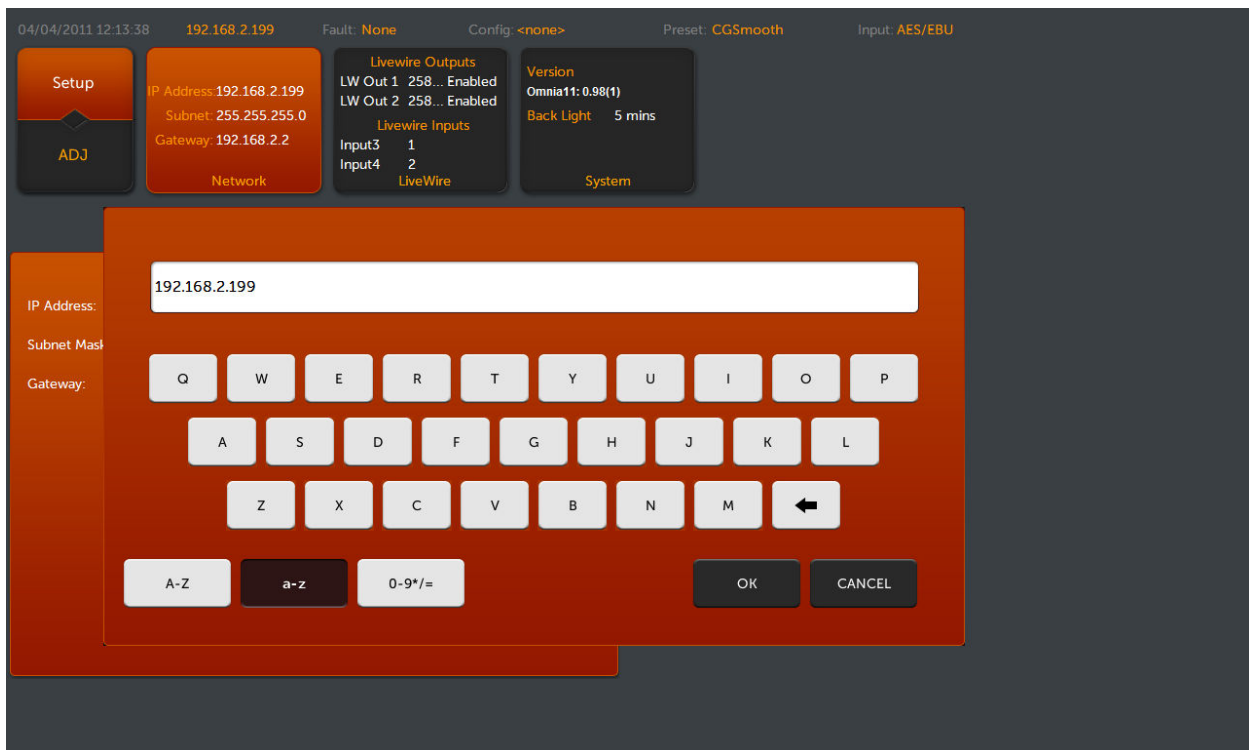 04/04/2011 12:13:38 192.168.2.199 Fault: None Config: <none> Preset: CGSmooth Input: AES/EBU
Setup
ADJ
IP Address: 192.168.2.199
Subnet: 255.255.255.0
Gateway: 192.168.2.2
Network
Livewire Outputs
LW Out 1 258... Enabled
LW Out 2 258... Enabled
Livewire Inputs
Input3 1
Input4 2
LiveWire
Version
Omnia11: 0.98(1)
Back Light 5 mins
System
192.168.2.199
IP Address:
Subnet Mask
Gateway:
Q W E R T Y U I O P
A S D F G H J K L
Z X C V B N M
A-Z a-z 0-9*/= OK CANCEL